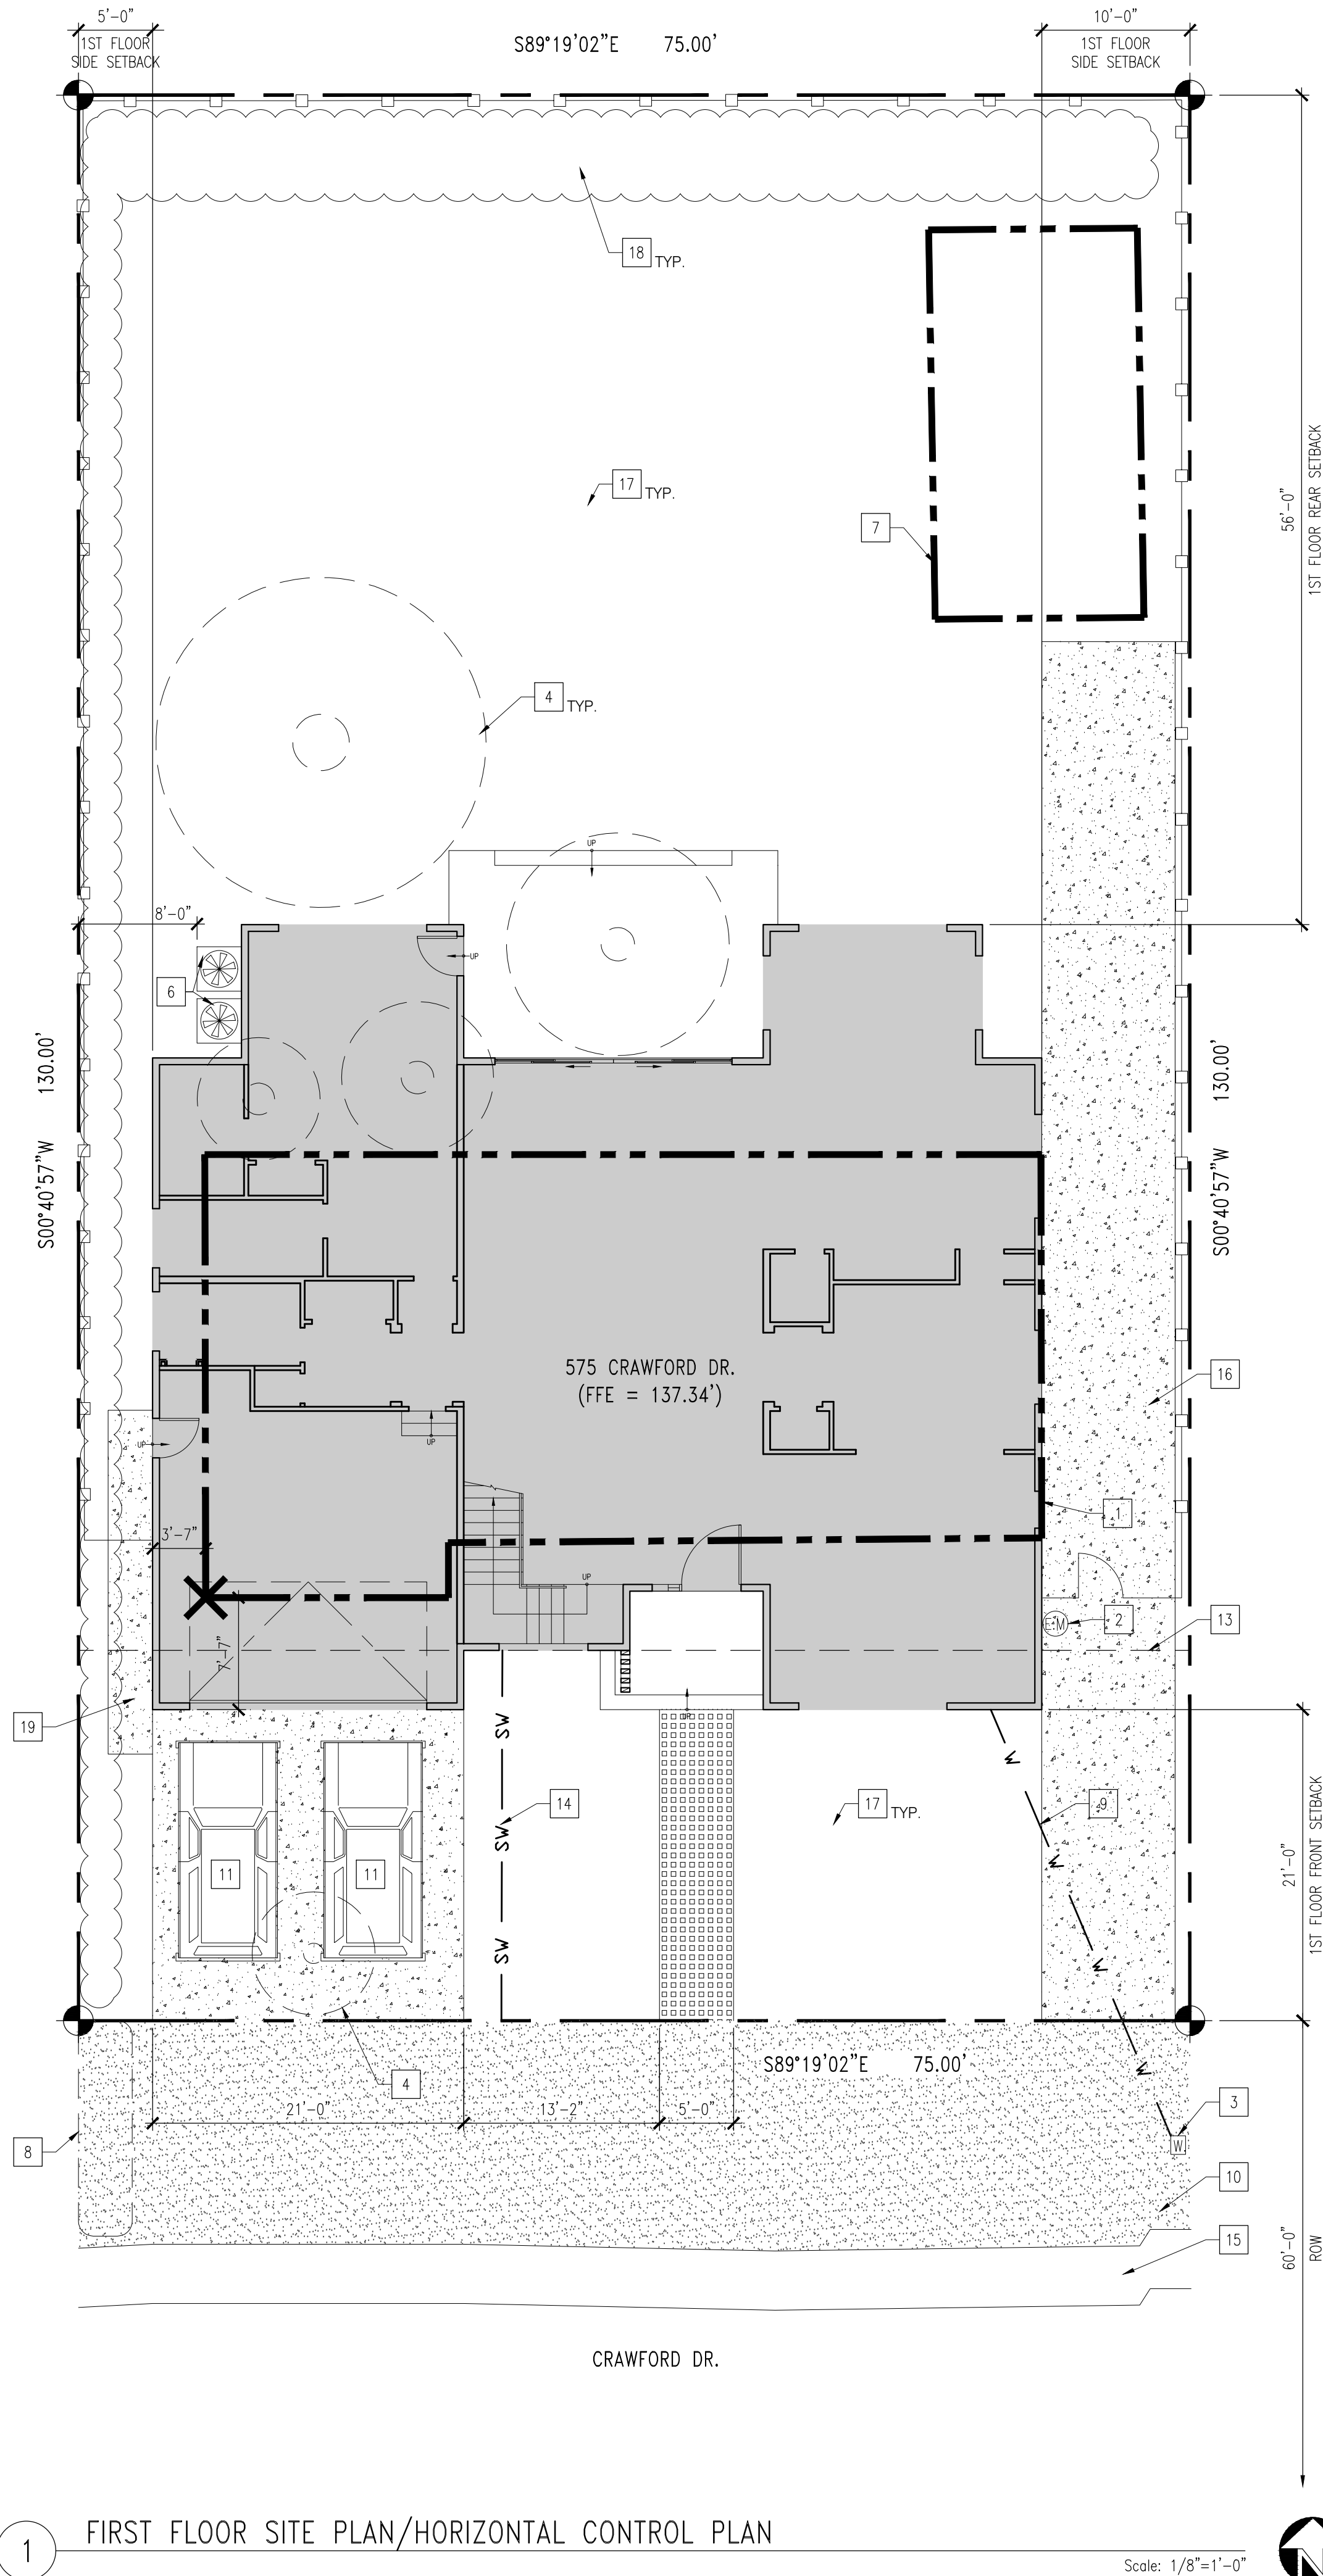 5'-0"
1ST FLOOR
SIDE SETBACK
S89°19'02"E 75.00'
10'-0"
1ST FLOOR
SIDE SETBACK
18 TYP.
17 TYP.
7
56'-0"
1ST FLOOR REAR SETBACK
4 TYP.
UP
8'-0"
UP
6
S00°40'57"W 130.00'
S00°40'57"W 130.00'
575 CRAWFORD DR.
(FFE = 137.34')
16
UP
UP
1
3'-7"
UP
2
E.M
13
7'-7"
19
UP
SW
W
14
17 TYP.
9
SW
W
11
11
21'-0"
1ST FLOOR FRONT SETBACK
SW
W
S89°19'02"E 75.00'
W
4
21'-0"
13'-2"
5'-0"
3
8
W
10
15
60'-0"
ROW
CRAWFORD DR.
1
FIRST FLOOR SITE PLAN/HORIZONTAL CONTROL PLAN
Scale: 1/8"=1'-0"
N